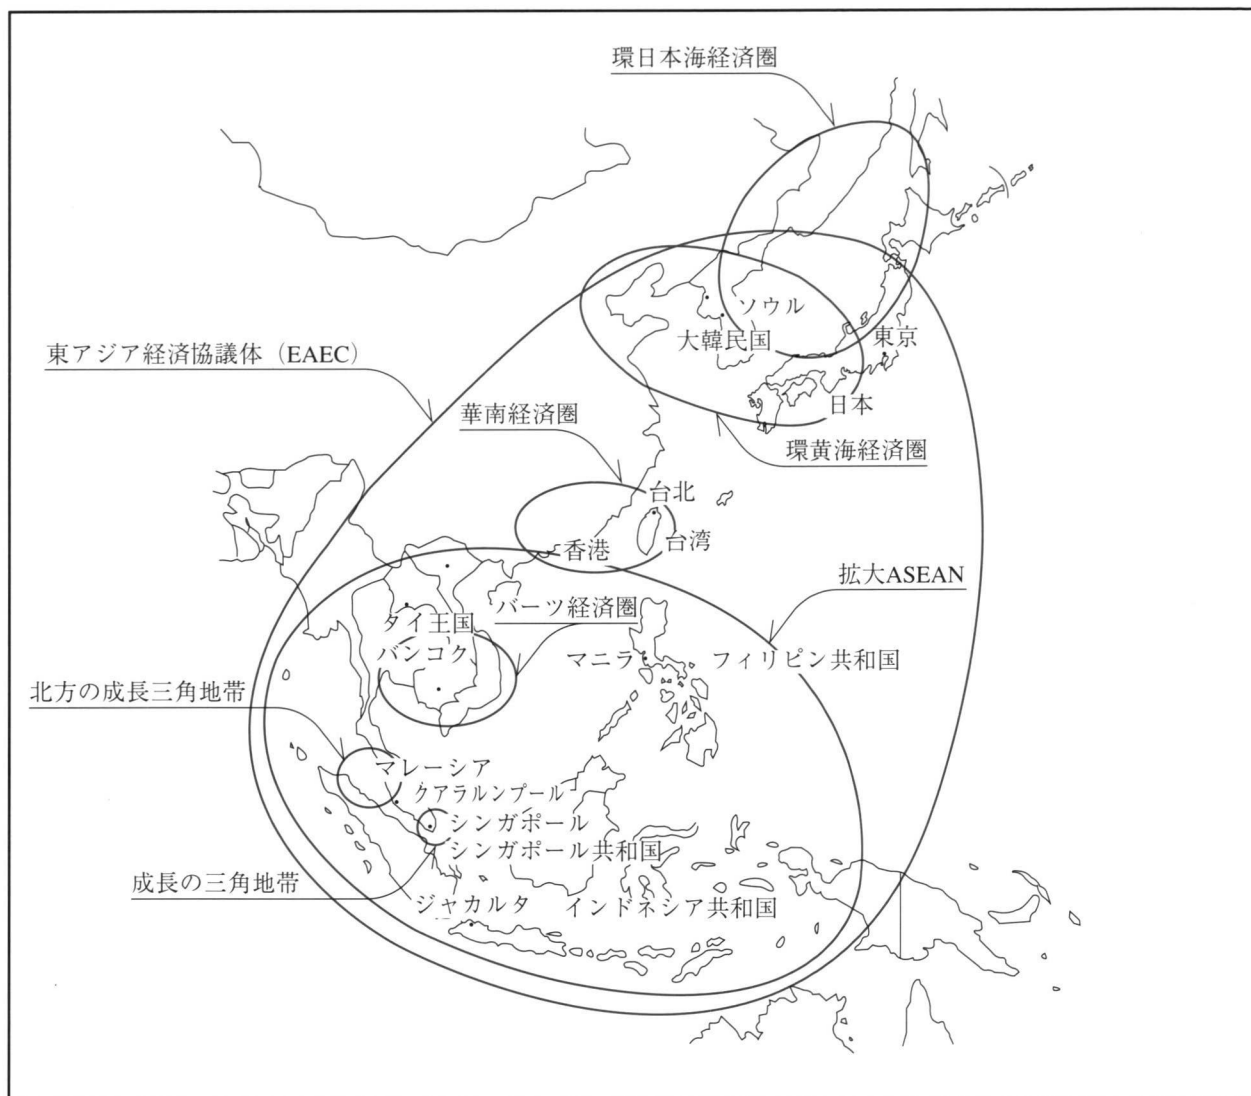 環日本海経済圏
ソウル
大韓民国
東京
東アジア経済協議体（EAEC）
日本
華南経済圏
環黄海経済圏
台北
台湾
香港
拡大ASEAN
バーツ経済圏
タイ王国
バンコク
マニラ
フィリピン共和国
北方の成長三角地帯
マレーシア
クアラルンプール
シンガポール
シンガポール共和国
成長の三角地帯
ジャカルタ
インドネシア共和国